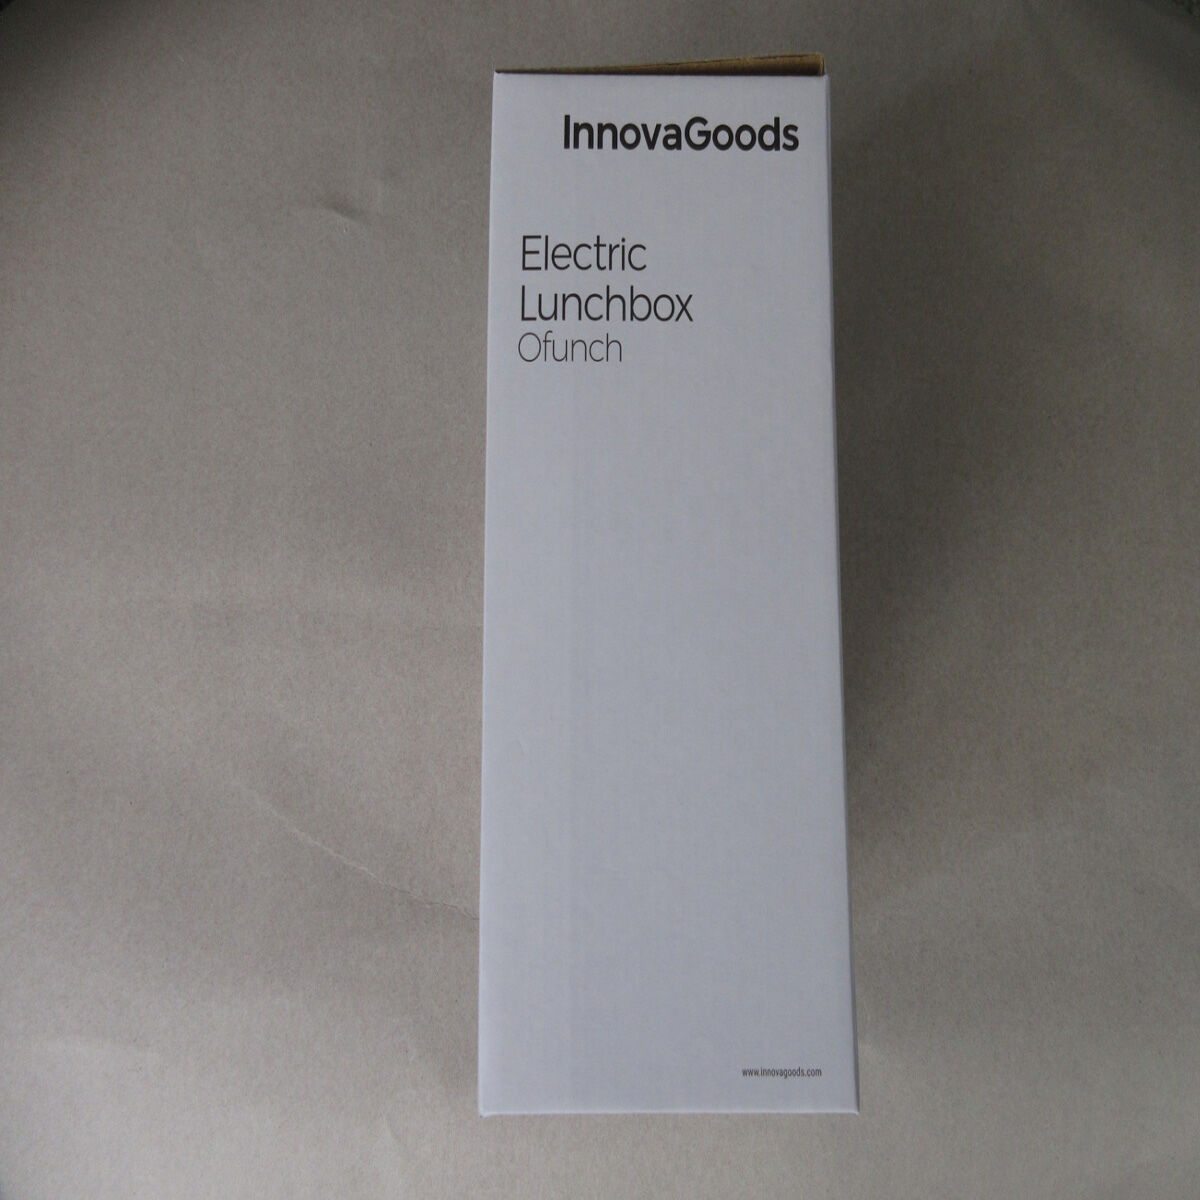 InnovaGoods
Electric
Lunchbox
Ofunch
www.innovagoods.com